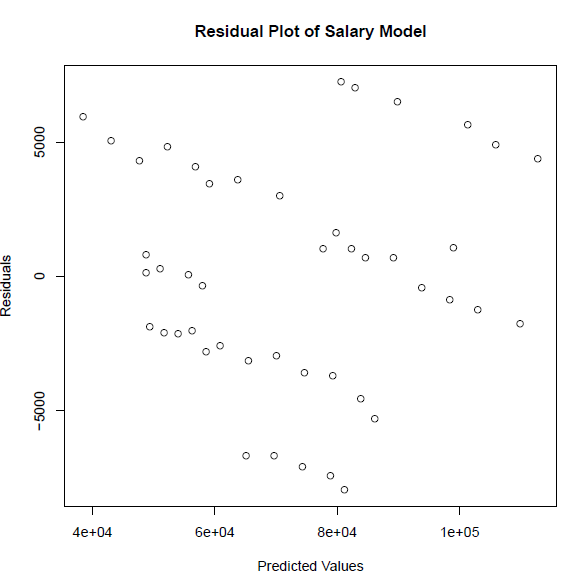 Residual Plot of Salary Model
5000
0
−5000
Residuals
4e+04 6e+04 8e+04 1e+05
Predicted Values